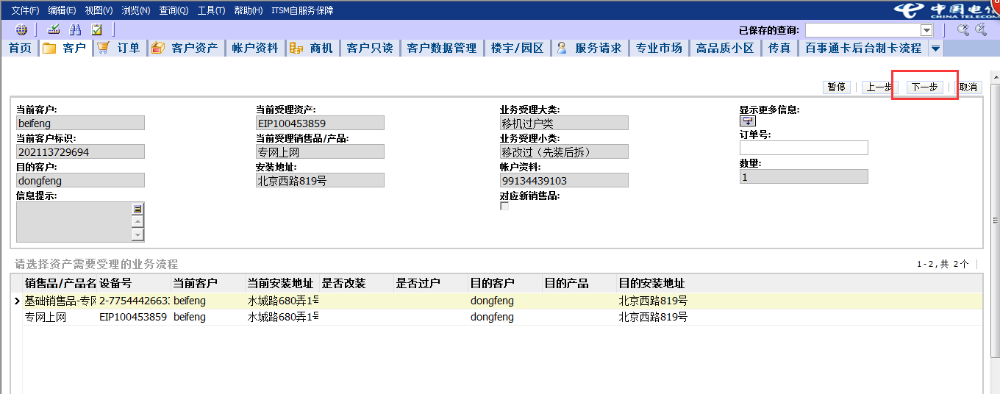 文件(F) 编辑(E) 视图(V) 浏览(N) 查询(Q) 工具(T) 帮助(H) ITSM自服务保障
中国电信
CHINA TELECOM
已保存的查询:
首页 客户 订单 客户资产 帐户资料 商机 客户只读 客户数据管理 楼宇/园区 服务请求 专业市场 高品质小区 传真 百事通卡后台制卡流程
暂停 上一步 下一步 取消
当前客户: 当前受理资产: 业务受理大类: 显示更多信息:
beifeng EIP100453859 移机过户类
当前客户标识: 当前受理销售品/产品: 业务受理小类: 订单号:
202113729694 专网上网 移改过（先装后拆）
目的客户: 安装地址: 帐户资料: 数量:
dongfeng 北京西路819号 99134439103 1
信息提示: 对应新销售品:
请选择资产需要受理的业务流程 1-2,共 2个
销售品/产品名 设备号 当前客户 当前安装地址 是否改装 是否过户 目的客户 目的产品 目的安装地址
基础销售品-专网 2-7754442663 beifeng 水城路680弄1号 dongfeng 北京西路819号
专网上网 EIP100453859 beifeng 水城路680弄1号 dongfeng 北京西路819号